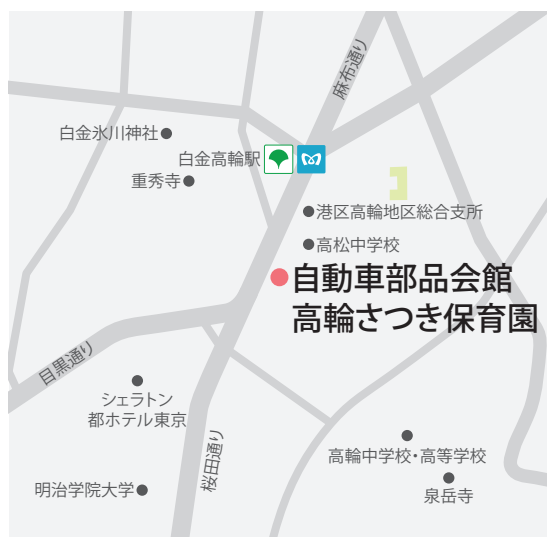 麻布通り
白金氷川神社
白金高輪駅
重秀寺
港区高輪地区総合支所
高松中学校
自動車部品会館
高輪さつき保育園
目黒通り
シェラトン
都ホテル東京
桜田通り
高輪中学校・高等学校
明治学院大学
泉岳寺